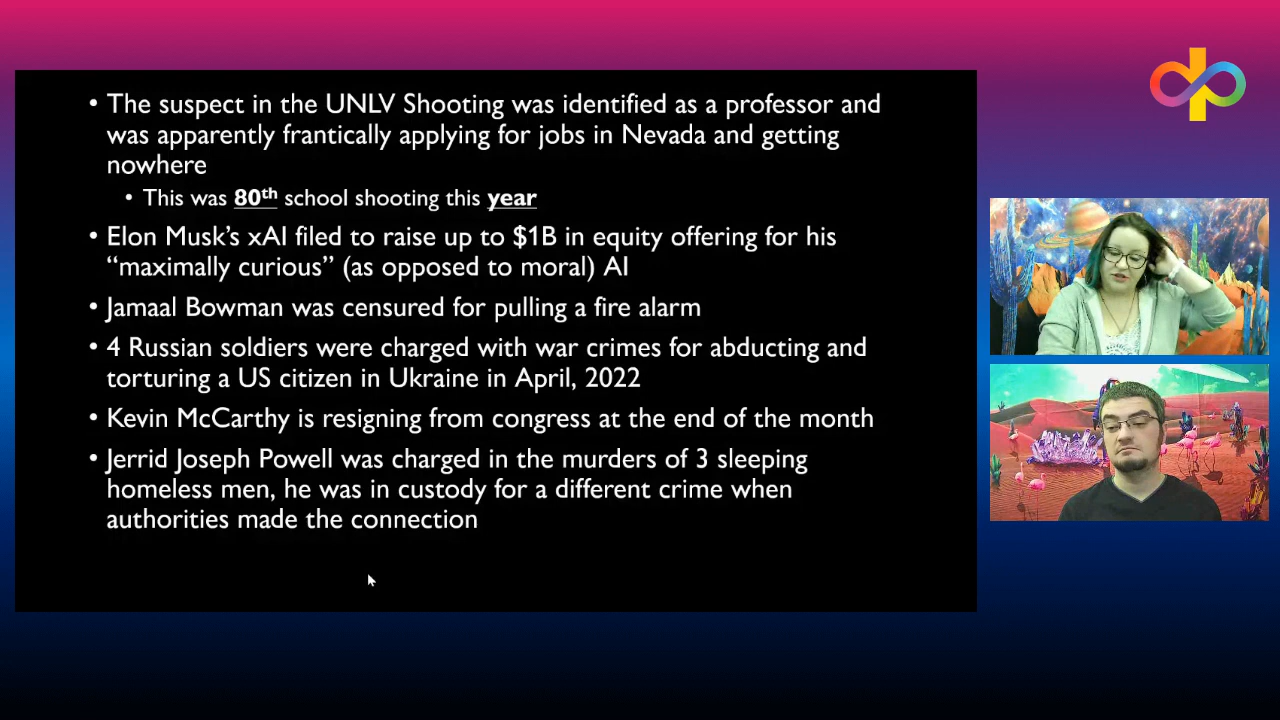 • The suspect in the UNLV Shooting was identified as a professor and
was apparently frantically applying for jobs in Nevada and getting
nowhere
• This was 80th school shooting this year
• Elon Musk’s xAI filed to raise up to $1B in equity offering for his
“maximally curious” (as opposed to moral) AI
• Jamaal Bowman was censured for pulling a fire alarm
• 4 Russian soldiers were charged with war crimes for abducting and
torturing a US citizen in Ukraine in April, 2022
• Kevin McCarthy is resigning from congress at the end of the month
• Jerrid Joseph Powell was charged in the murders of 3 sleeping
homeless men, he was in custody for a different crime when
authorities made the connection